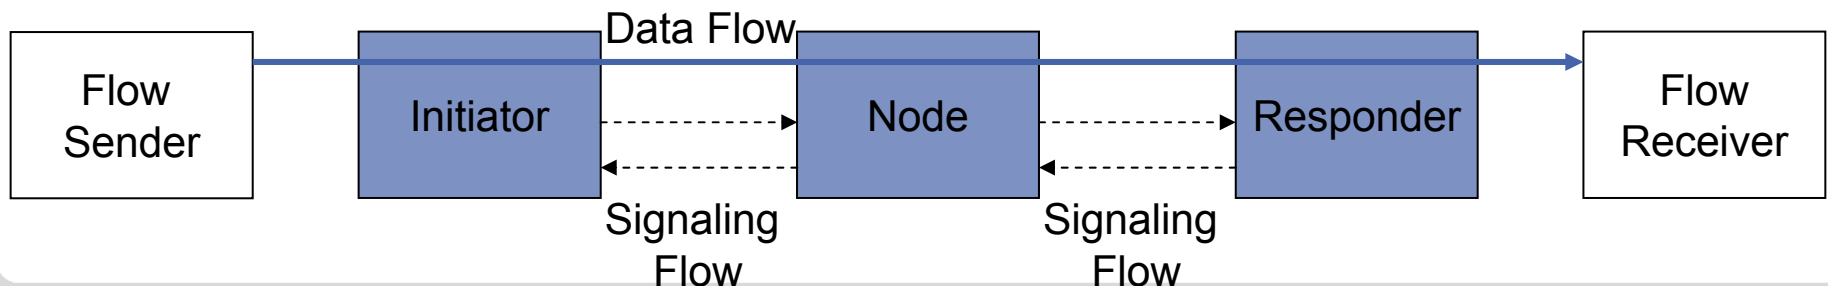 Data Flow
Flow
Sender
Initiator
Node
Responder
Flow
Receiver
Signaling
Flow
Signaling
Flow